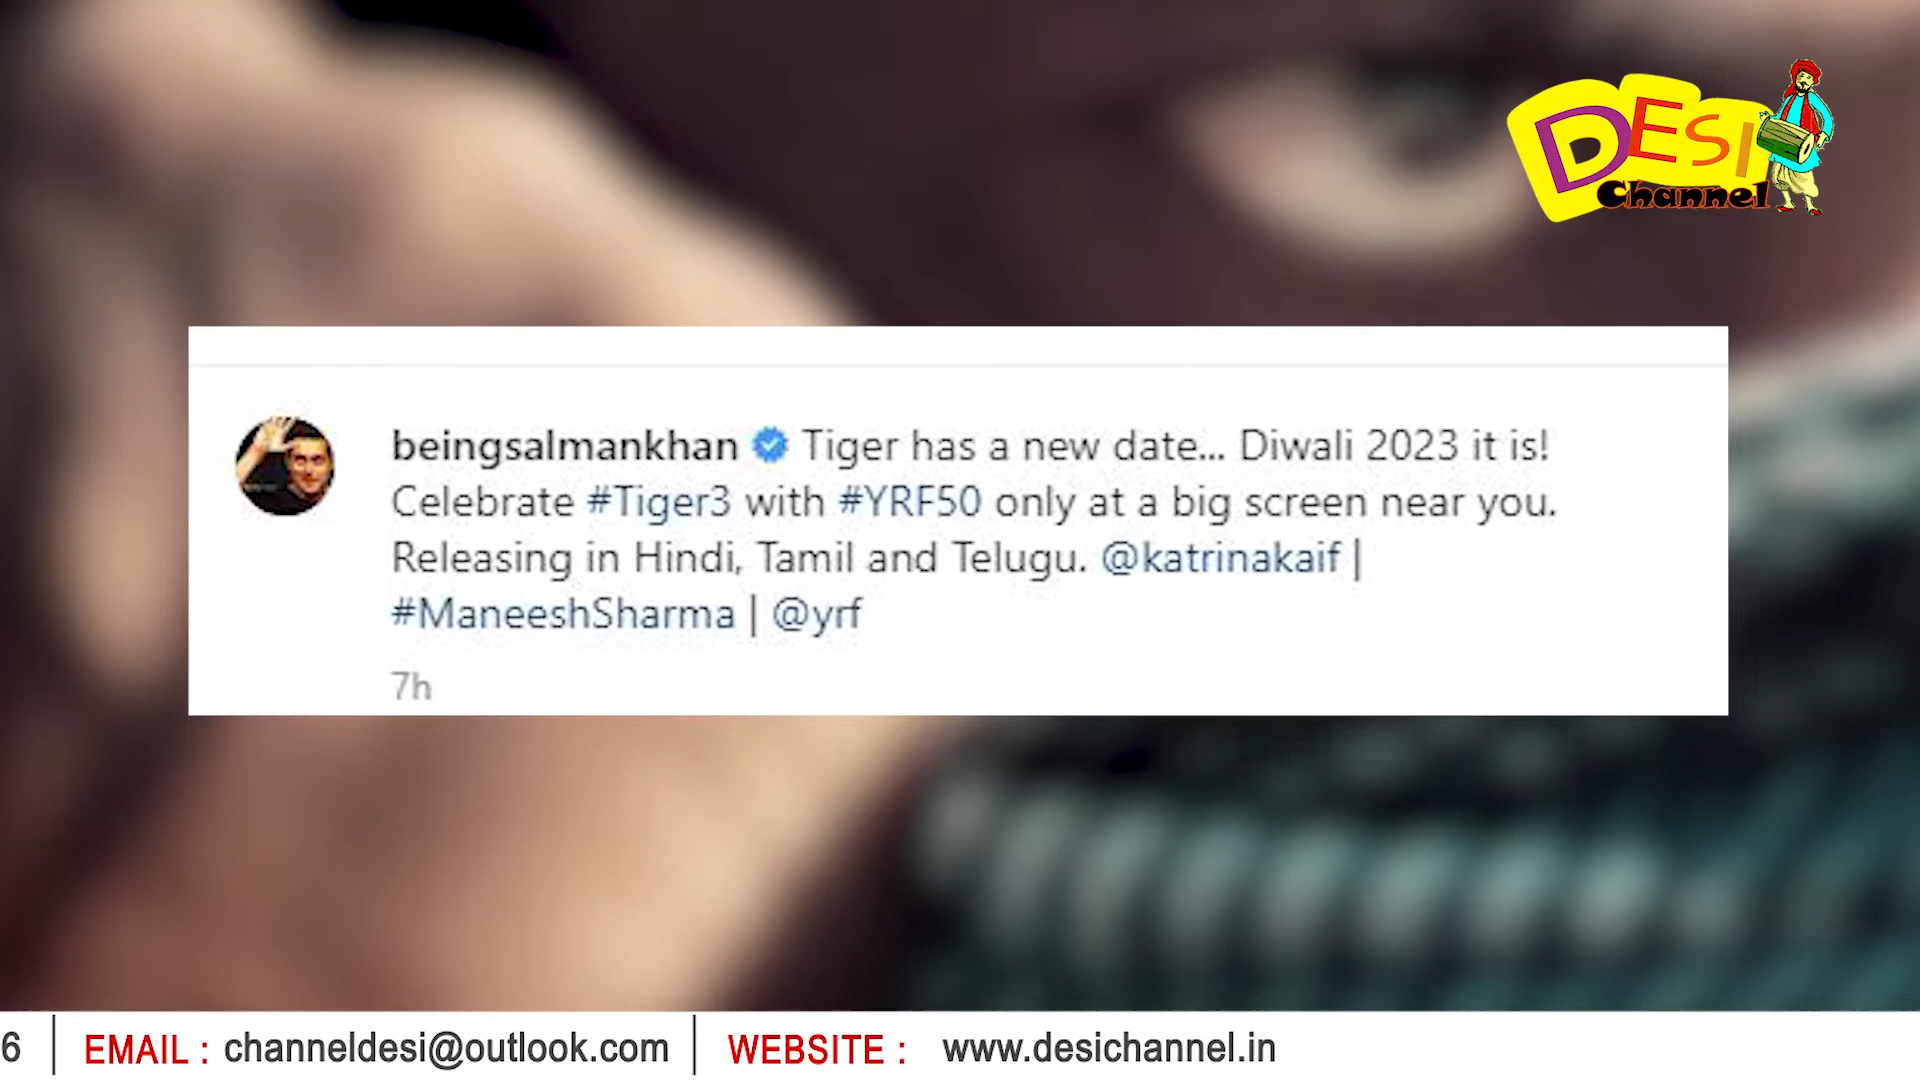 DESI
Channel
beingsalmankhan Tiger has a new date... Diwali 2023 it is!
Celebrate #Tiger3 with #YRF50 only at a big screen near you.
Releasing in Hindi, Tamil and Telugu. @katrinakaif |
#ManeeshSharma | @yrf
7h
6 | EMAIL : channeldesi@outlook.com | WEBSITE : www.desichannel.in